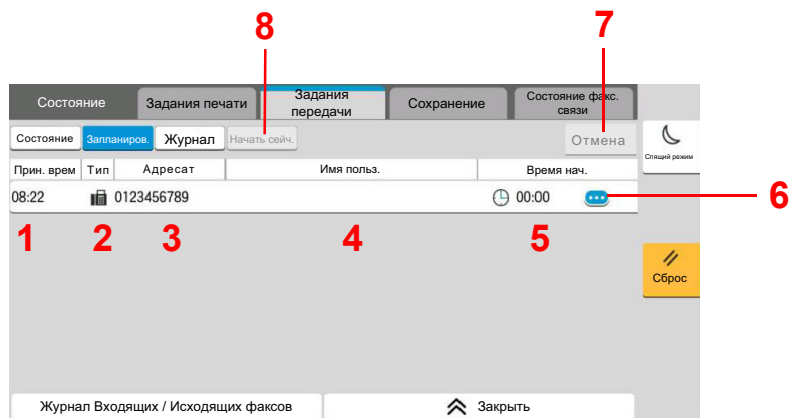 8
7
Состояние
Задания печати
Задания
передачи
Сохранение
Состояние факс.
связи
Состояние
Запланиров.
Журнал
Начать сейч.
Отмена
Спящий режим
Прин. врем
Тип
Адресат
Имя польз.
Время нач.
08:22
0123456789
00:00
6
1
2
3
4
5
Сброс
Журнал Входящих / Исходящих факсов
Закрыть